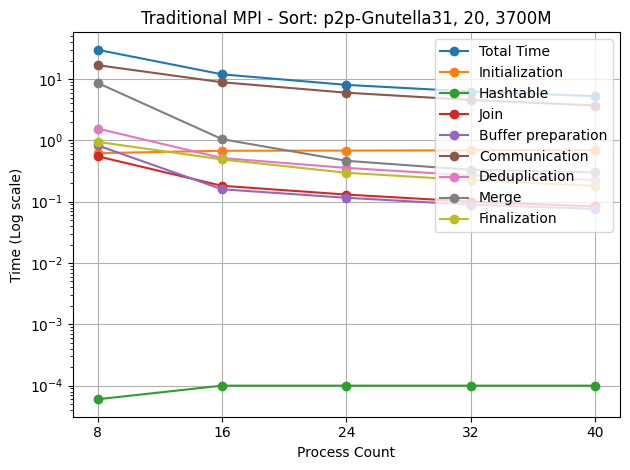 Traditional MPI - Sort: p2p-Gnutella31, 20, 3700M
Total Time
Initialization
Hashtable
Join
Buffer preparation
Communication
Deduplication
Merge
Finalization
Time (Log scale)
10¹
10⁰
10⁻¹
10⁻²
10⁻³
10⁻⁴
8 16 24 32 40
Process Count